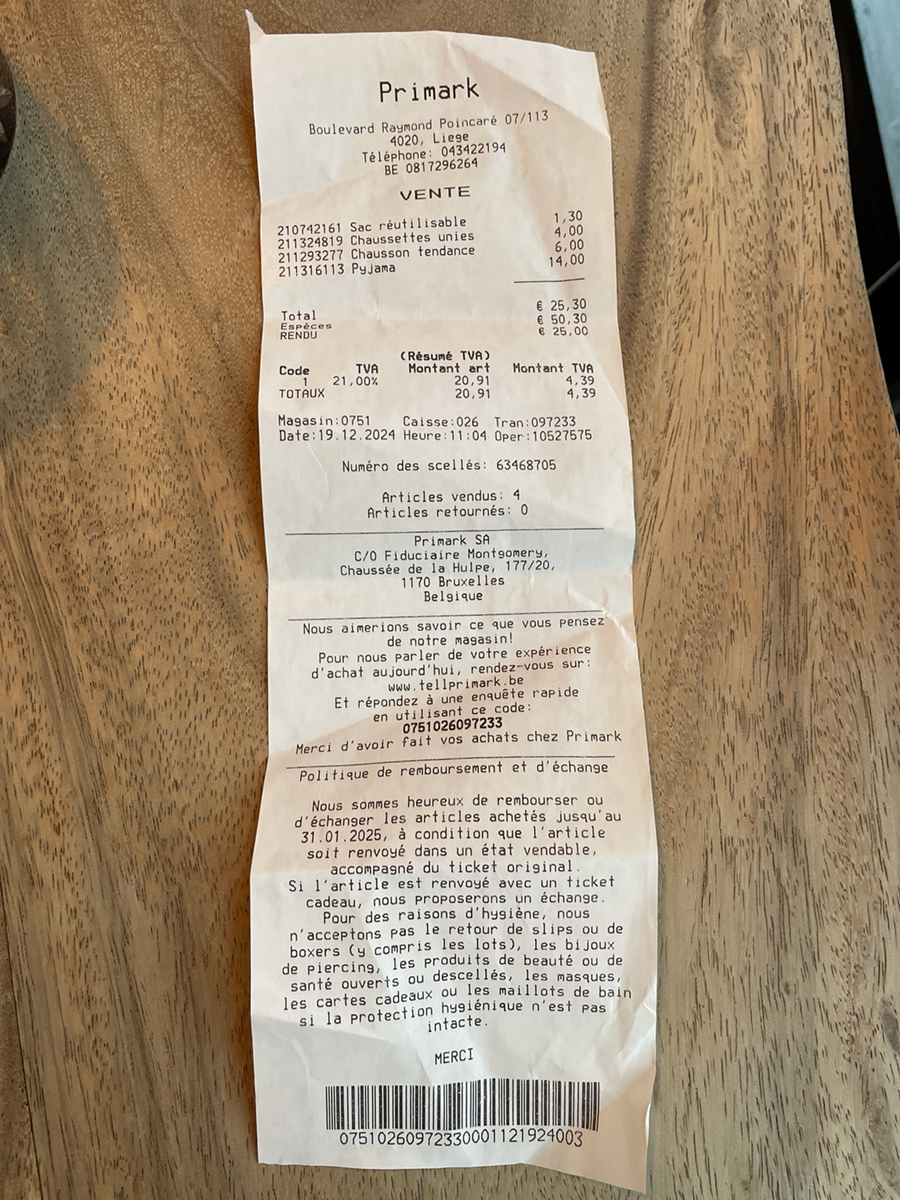 Primark
Boulevard Raymond Poincaré 07/113
4020, Liege
Téléphone: 043422194
BE 0817296264
VENTE
210742161 Sac réutilisable 1,30
211324819 Chaussettes unies 4,00
211293277 Chausson tendance 6,00
211316113 Pyjama 14,00
Total € 25,30
Espèces € 50,30
RENDU € 25,00
(Résumé TVA)
Code TVA Montant art Montant TVA
1 21,00% 20,91 4,39
TOTAUX 20,91 4,39
Magasin:0751 Caisse:026 Tran:097233
Date:19.12.2024 Heure:11:04 Oper:10527575
Numéro des scellés: 63468705
Articles vendus: 4
Articles retournés: 0
Primark SA
C/O Fiduciaire Montgomery,
Chaussée de la Hulpe, 177/20,
1170 Bruxelles
Belgique
Nous aimerions savoir ce que vous pensez
de notre magasin!
Pour nous parler de votre expérience
d'achat aujourd'hui, rendez-vous sur:
www.tellprimark.be
Et répondez à une enquête rapide
en utilisant ce code:
0751026097233
Merci d'avoir fait vos achats chez Primark
Politique de remboursement et d'échange
Nous sommes heureux de rembourser ou
d'échanger les articles achetés jusqu'au
31.01.2025, à condition que l'article
soit renvoyé dans un état vendable,
accompagné du ticket original.
Si l'article est renvoyé avec un ticket
cadeau, nous proposerons un échange.
Pour des raisons d'hygiène, nous
n'acceptons pas le retour de slips ou de
boxers (y compris les lots), les bijoux
de piercing, les produits de beauté ou de
santé ouverts ou descellés, les masques,
les cartes cadeaux ou les maillots de bain
si la protection hygiénique n'est pas
intacte.
MERCI
07510260972330001121924003